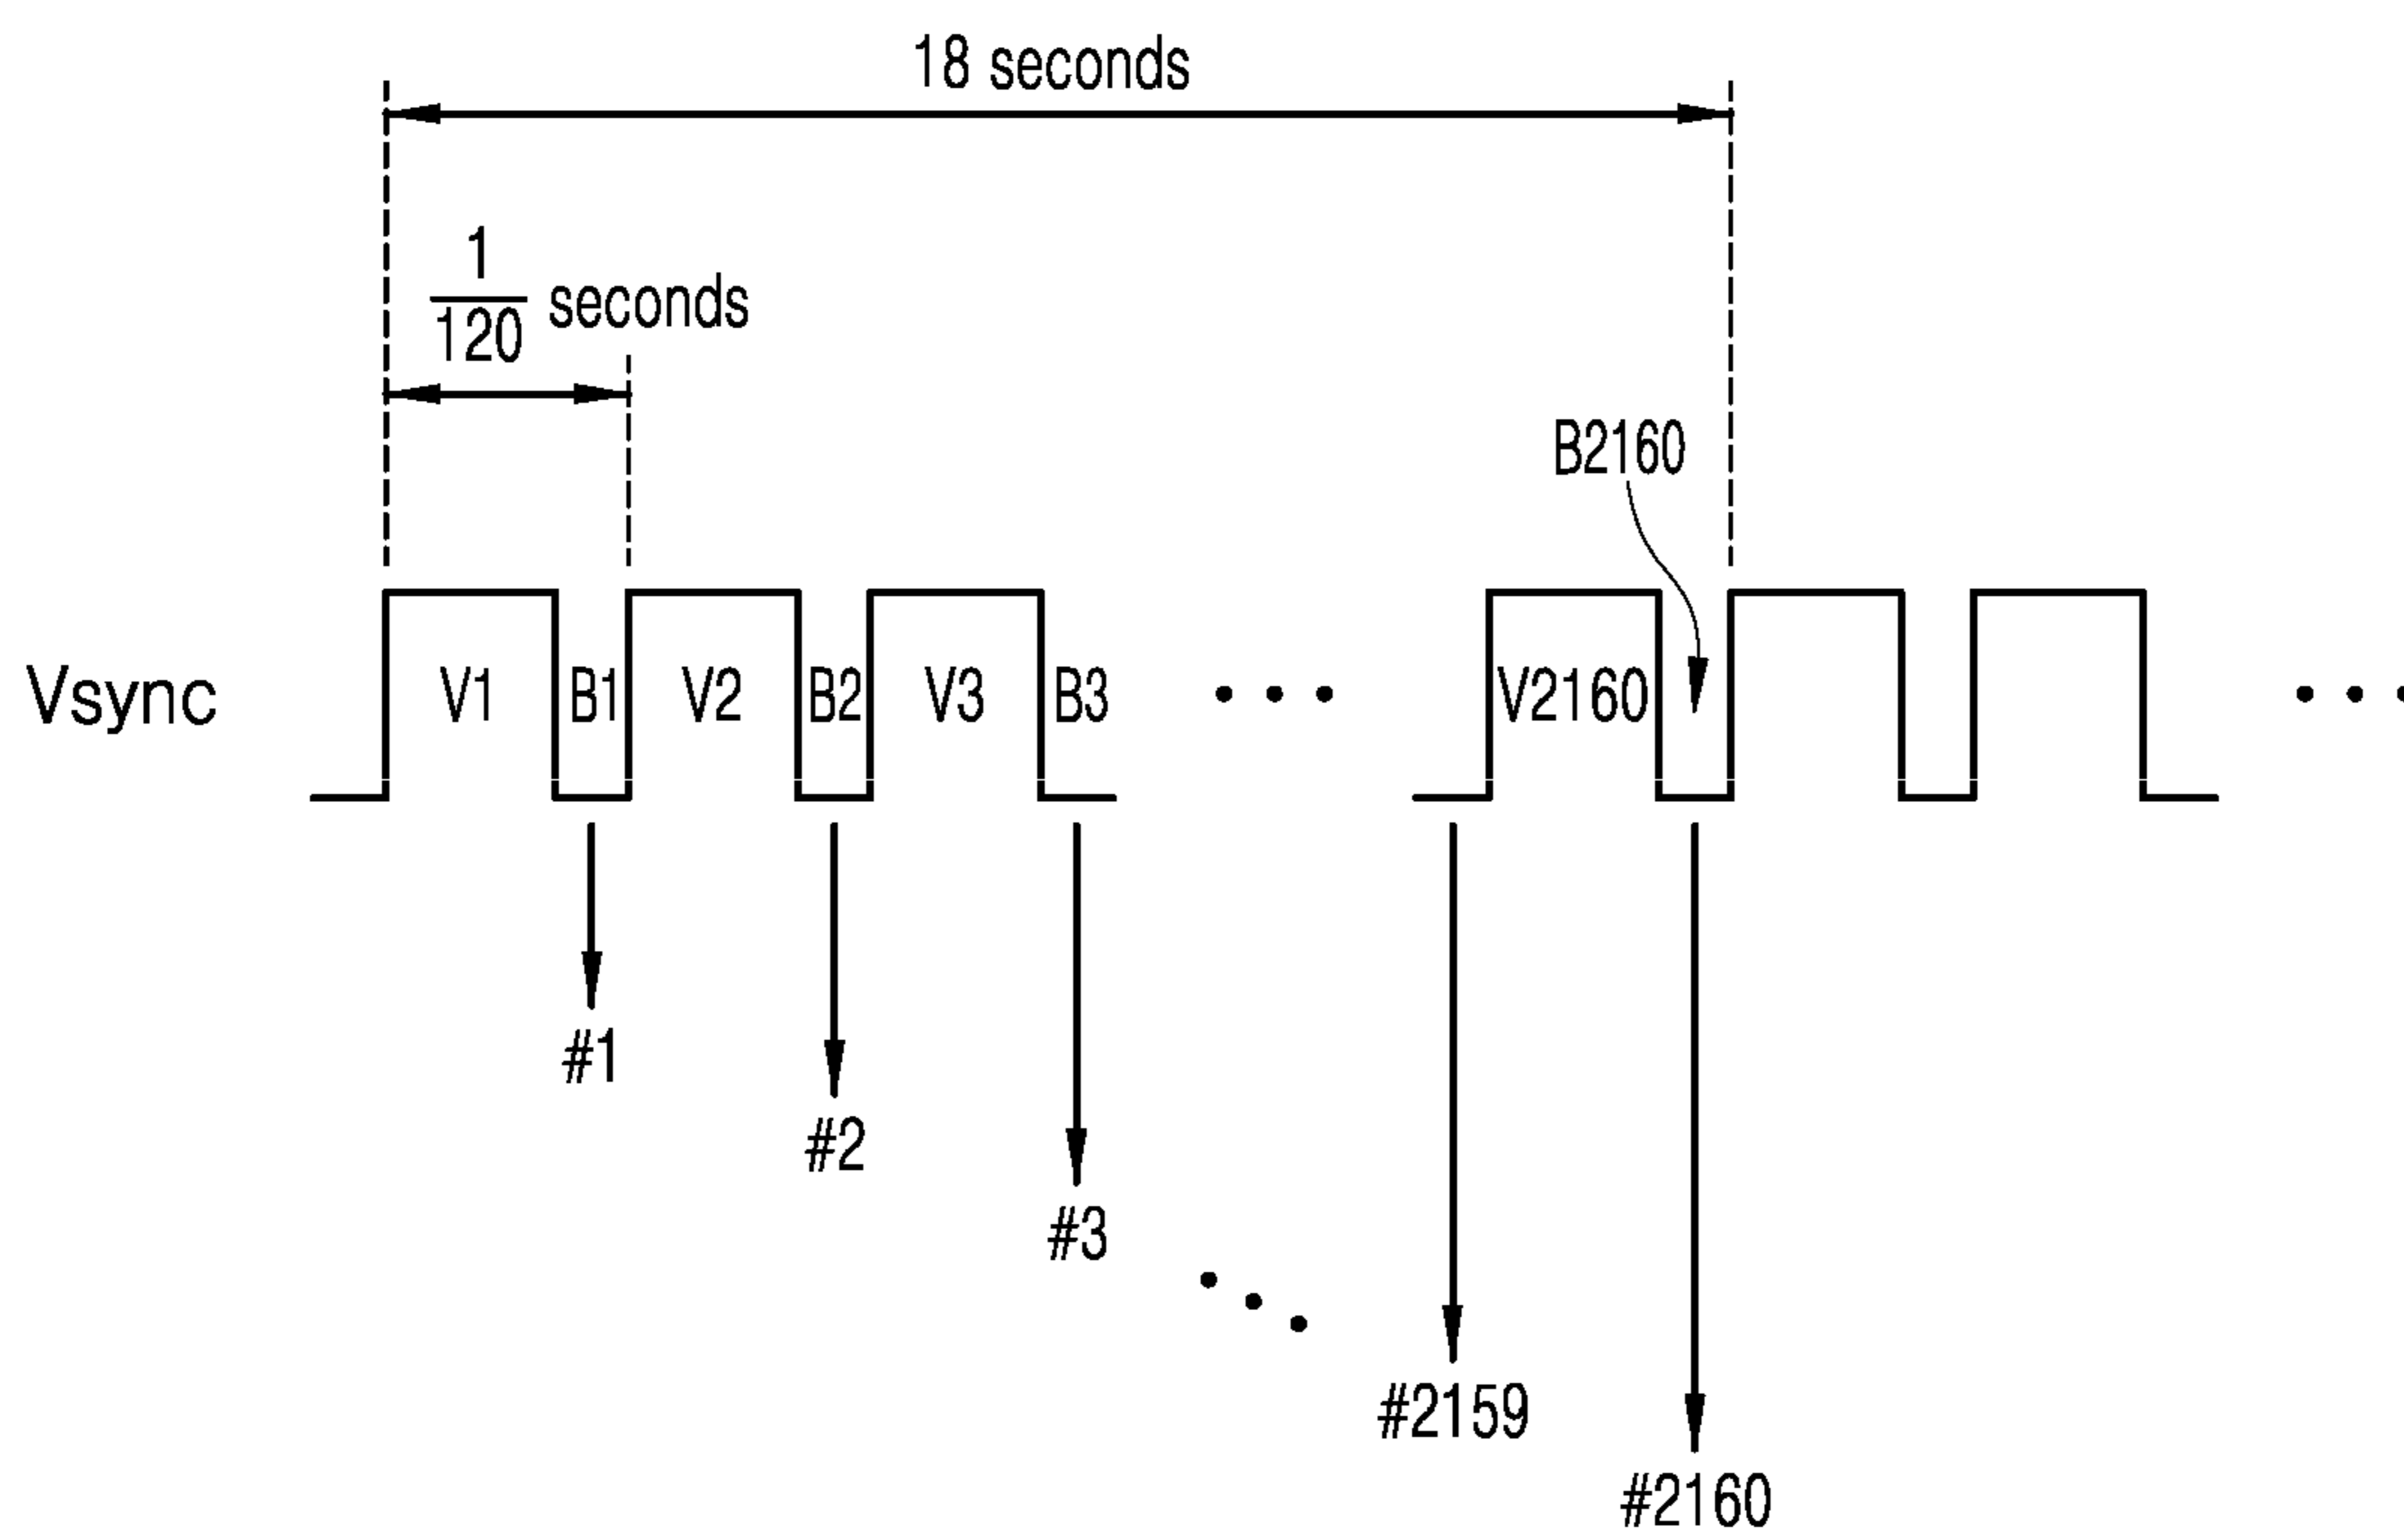 18 seconds
1
120
seconds
B2160
Vsync V1 B1 V2 B2 V3 B3 V2160
#1
#2
#3
#2159
#2160